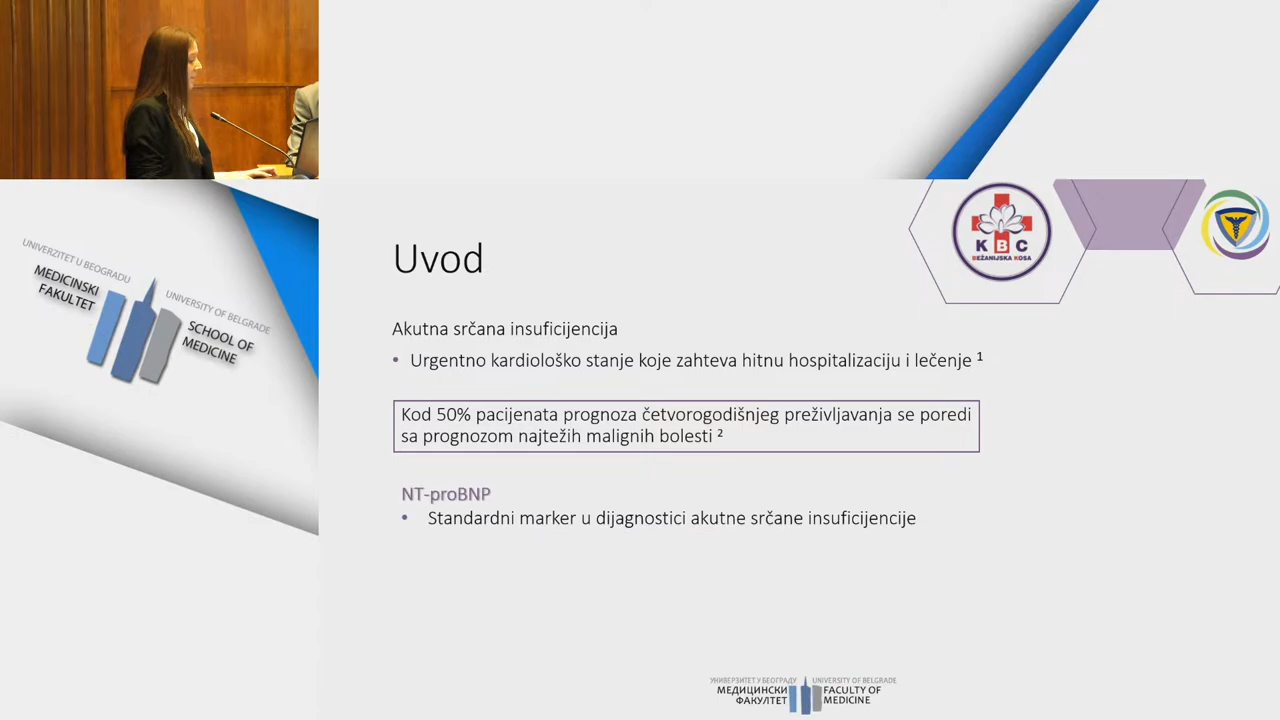 UNIVERZITET U BEOGRADU
MEDICINSKI
FAKULTET
UNIVERSITY OF BELGRADE
SCHOOL OF
MEDICINE
KBC
BEŽANIJSKA KOSA
Uvod
Akutna srčana insuficijencija
• Urgentno kardiološko stanje koje zahteva hitnu hospitalizaciju i lečenje ¹
Kod 50% pacijenata prognoza četvorogodišnjeg preživljavanja se poredi
sa prognozom najtežih malignih bolesti ²
NT-proBNP
• Standardni marker u dijagnostici akutne srčane insuficijencije
УНИВЕРЗИТЕТ У БЕОГРАДУ
МЕДИЦИНСКИ
ФАКУЛТЕТ
UNIVERSITY OF BELGRADE
FACULTY OF
MEDICINE